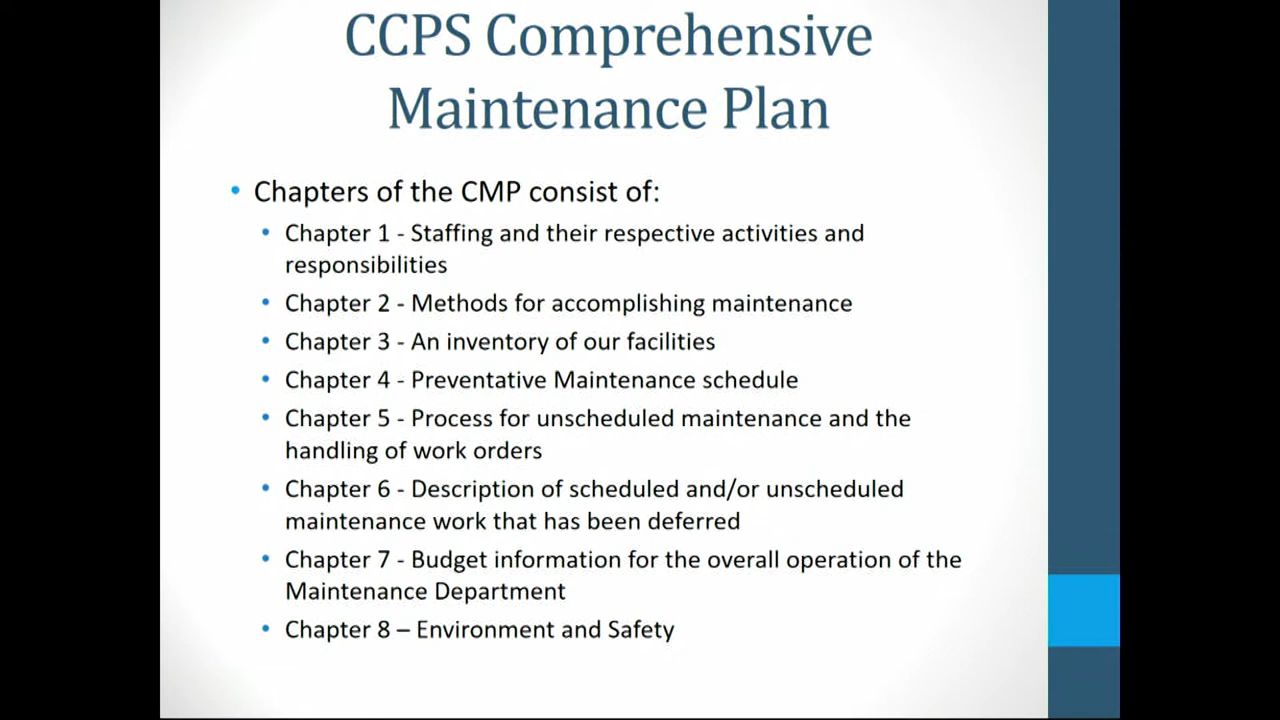 CCPS Comprehensive
Maintenance Plan
• Chapters of the CMP consist of:
• Chapter 1 - Staffing and their respective activities and
responsibilities
• Chapter 2 - Methods for accomplishing maintenance
• Chapter 3 - An inventory of our facilities
• Chapter 4 - Preventative Maintenance schedule
• Chapter 5 - Process for unscheduled maintenance and the
handling of work orders
• Chapter 6 - Description of scheduled and/or unscheduled
maintenance work that has been deferred
• Chapter 7 - Budget information for the overall operation of the
Maintenance Department
• Chapter 8 – Environment and Safety